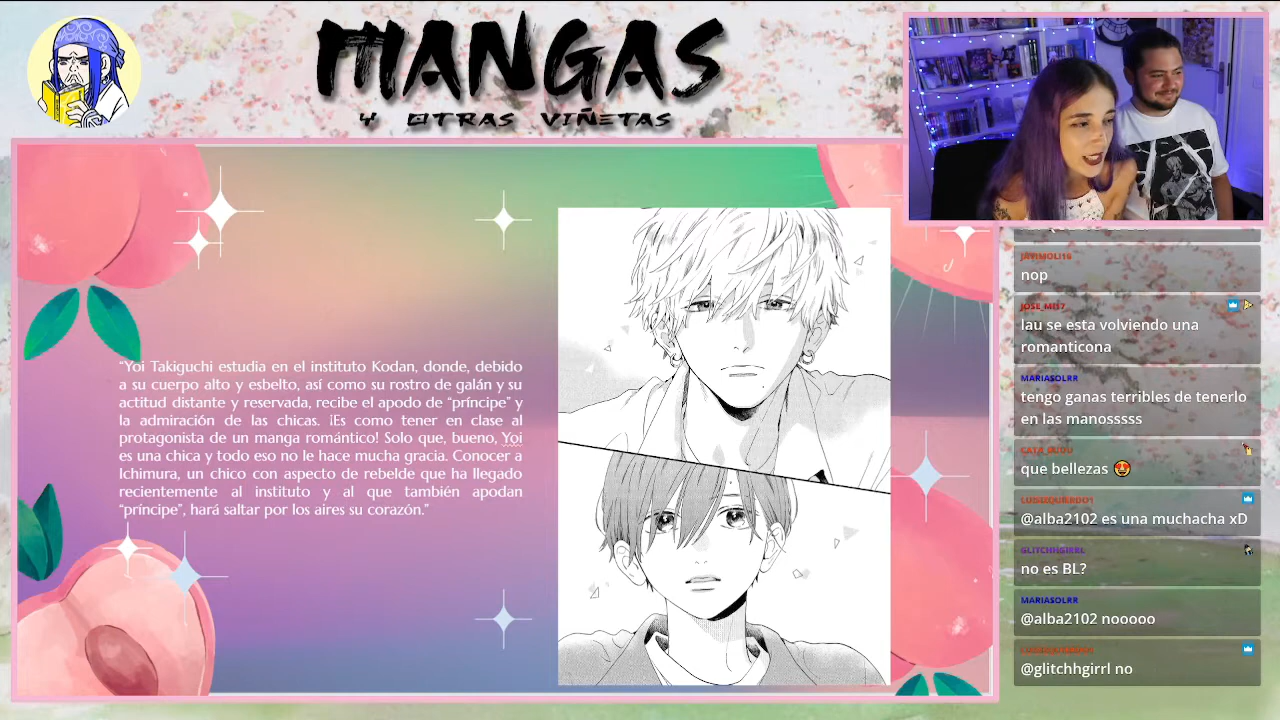 MANGAS
Y OTRAS VIÑETAS
“Yoi Takiguchi estudia en el instituto Kodan, donde, debido
a su cuerpo alto y esbelto, así como su rostro de galán y su
actitud distante y reservada, recibe el apodo de “príncipe” y
la admiración de las chicas. ¡Es como tener en clase al
protagonista de un manga romántico! Solo que, bueno, Yoi
es una chica y todo eso no le hace mucha gracia. Conocer a
Ichimura, un chico con aspecto de rebelde que ha llegado
recientemente al instituto y al que también apodan
“príncipe”, hará saltar por los aires su corazón.”
JAVIMOLI16
nop
JOSE_MIS7
lau se esta volviendo una
romanticona
MARIASOLRR
tengo ganas terribles de tenerlo
en las manosssss
que bellezas 😍
LUISIZQUIERDO1
@alba2102 es una muchacha xD
GLITCHHGIRRL
no es BL?
MARIASOLRR
@alba2102 nooooo
@glitchhgirrl no